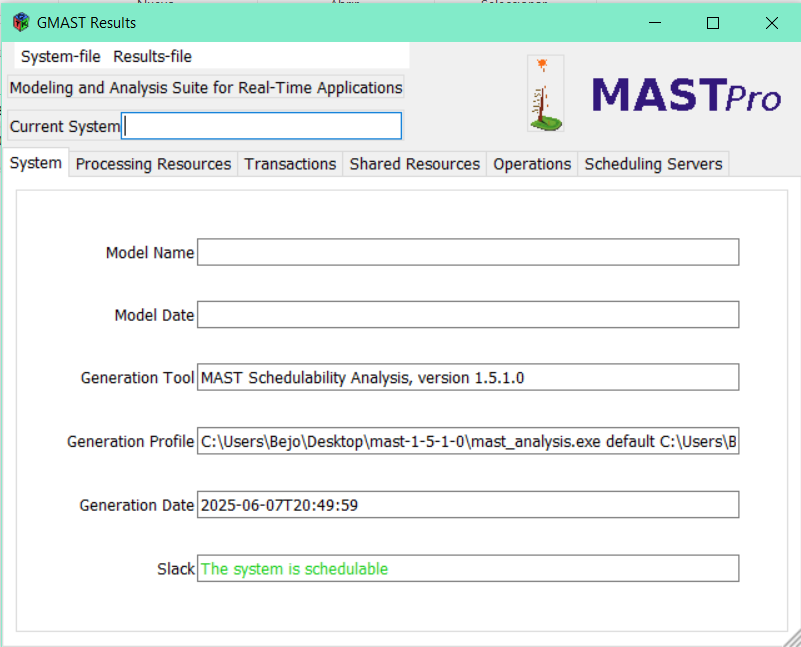 GMAST Results
System-file Results-file
Modeling and Analysis Suite for Real-Time Applications
MASTPro
Current System
System Processing Resources Transactions Shared Resources Operations Scheduling Servers
Model Name
Model Date
Generation Tool MAST Schedulability Analysis, version 1.5.1.0
Generation Profile C:\Users\Bejo\Desktop\mast-1-5-1-0\mast_analysis.exe default C:\Users\B
Generation Date 2025-06-07T20:49:59
Slack The system is schedulable